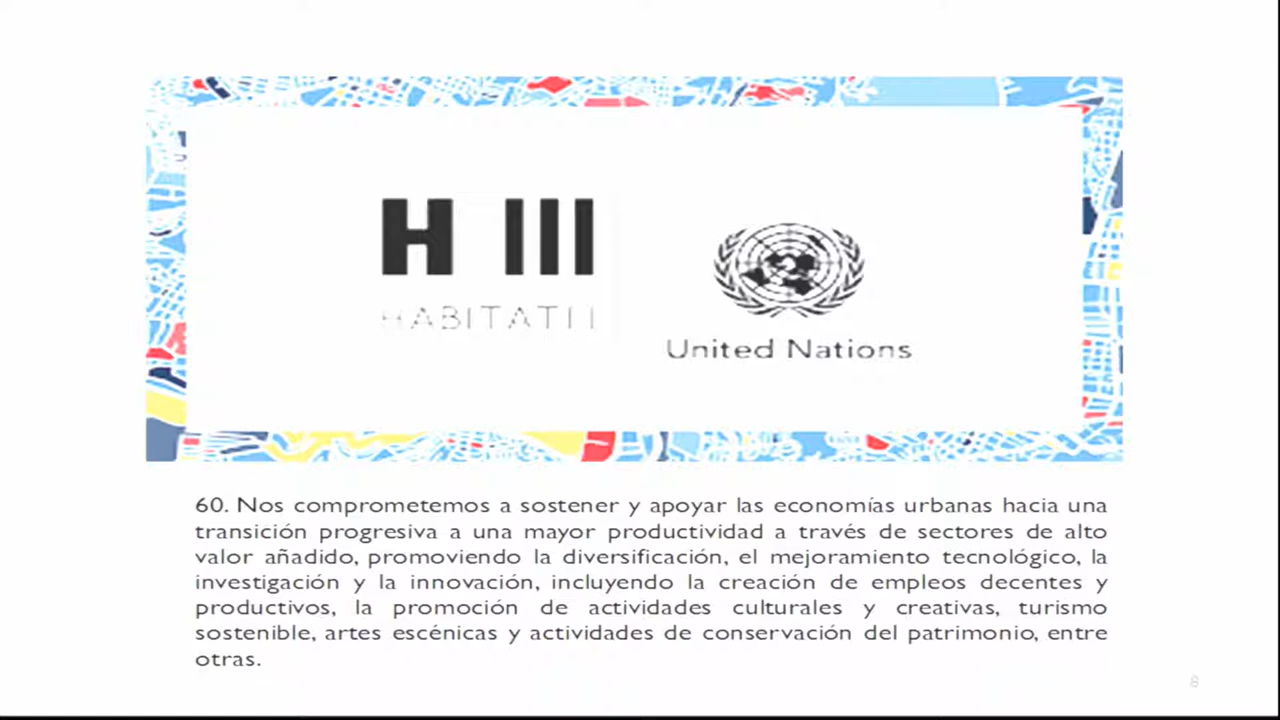 H III
HABITAT III
United Nations
60. Nos comprometemos a sostener y apoyar las economías urbanas hacia una
transición progresiva a una mayor productividad a través de sectores de alto
valor añadido, promoviendo la diversificación, el mejoramiento tecnológico, la
investigación y la innovación, incluyendo la creación de empleos decentes y
productivos, la promoción de actividades culturales y creativas, turismo
sostenible, artes escénicas y actividades de conservación del patrimonio, entre
otras.
8